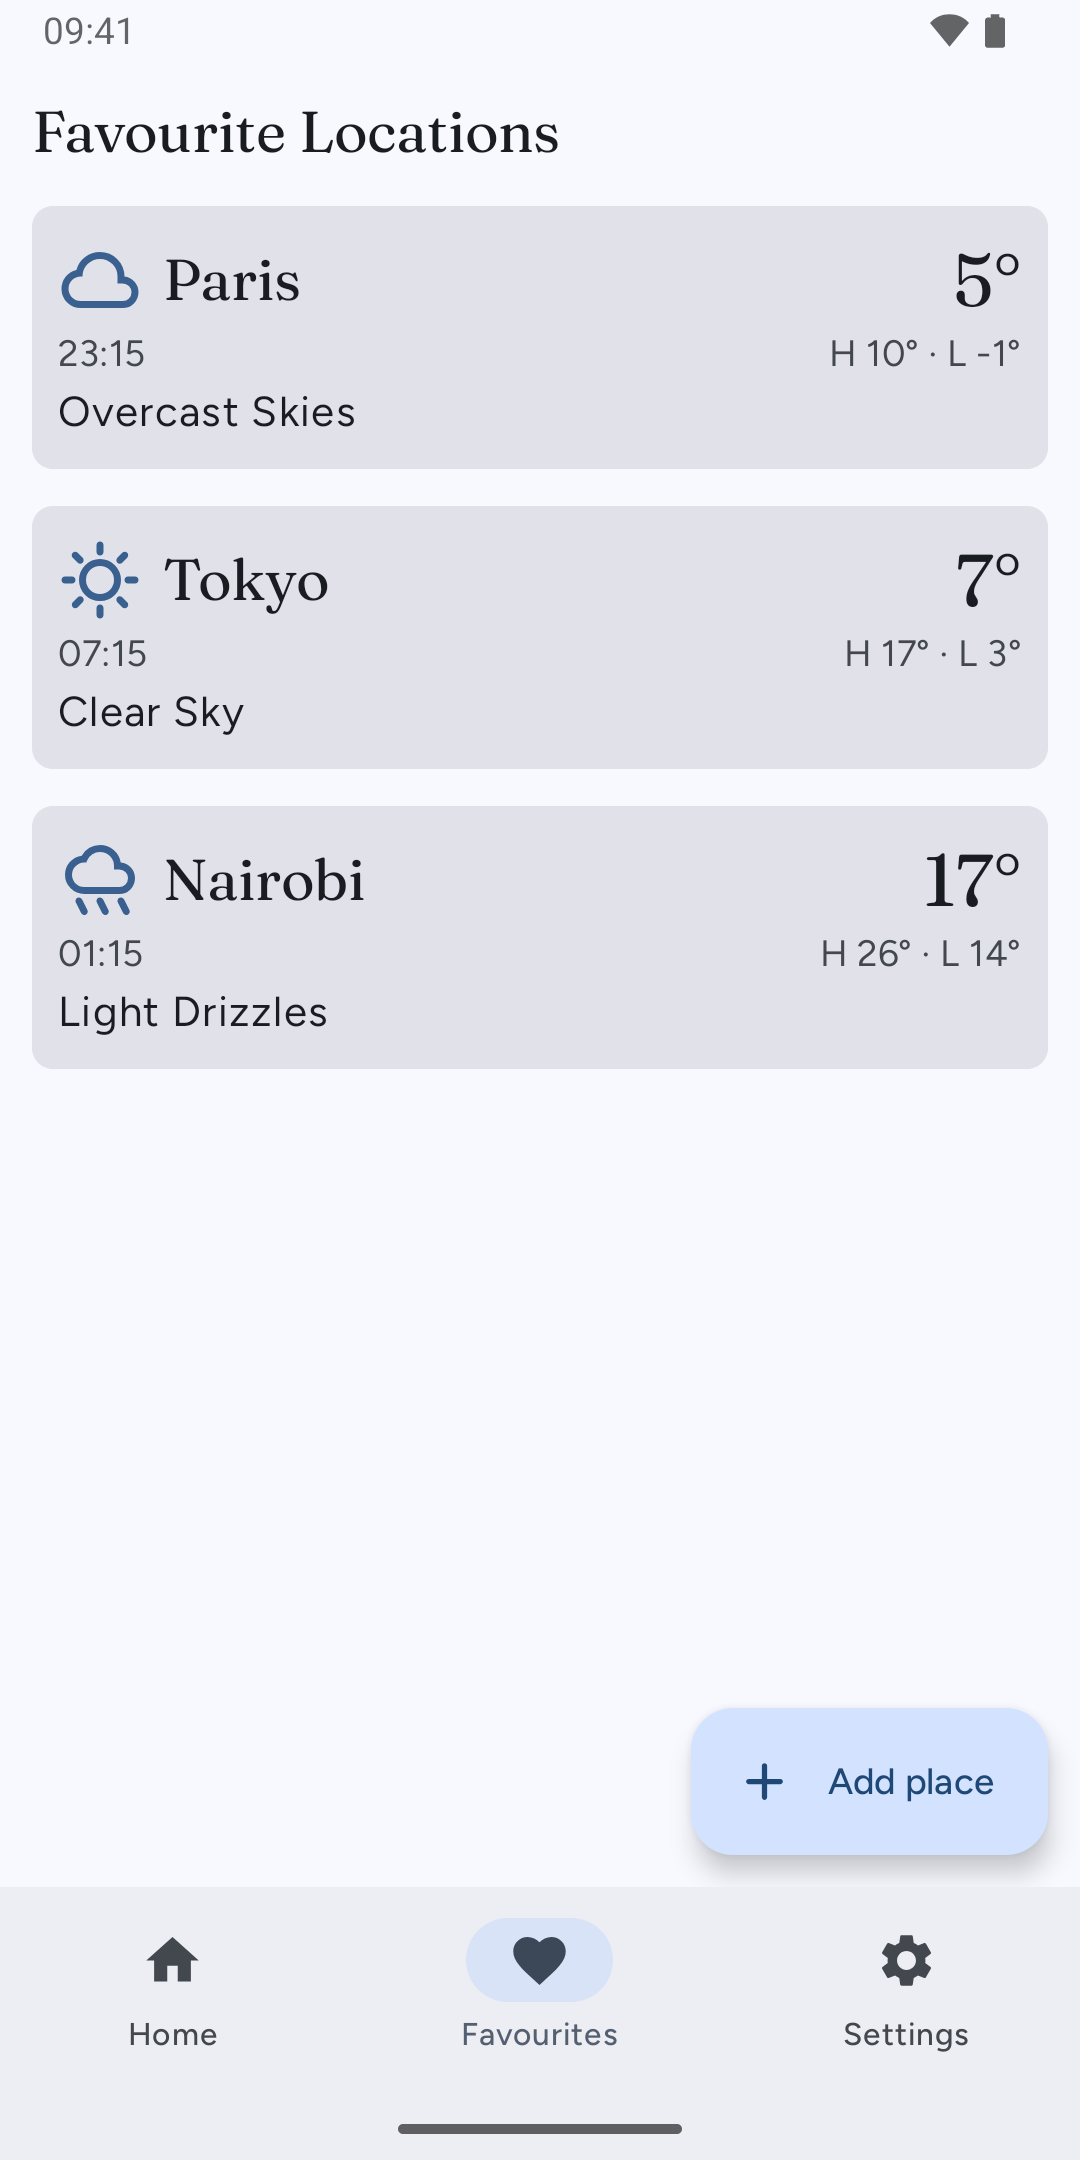 09:41
Favourite Locations
Paris
5°
23:15
H 10° · L -1°
Overcast Skies
Tokyo
7°
07:15
H 17° · L 3°
Clear Sky
Nairobi
17°
01:15
H 26° · L 14°
Light Drizzles
Add place
Home
Favourites
Settings